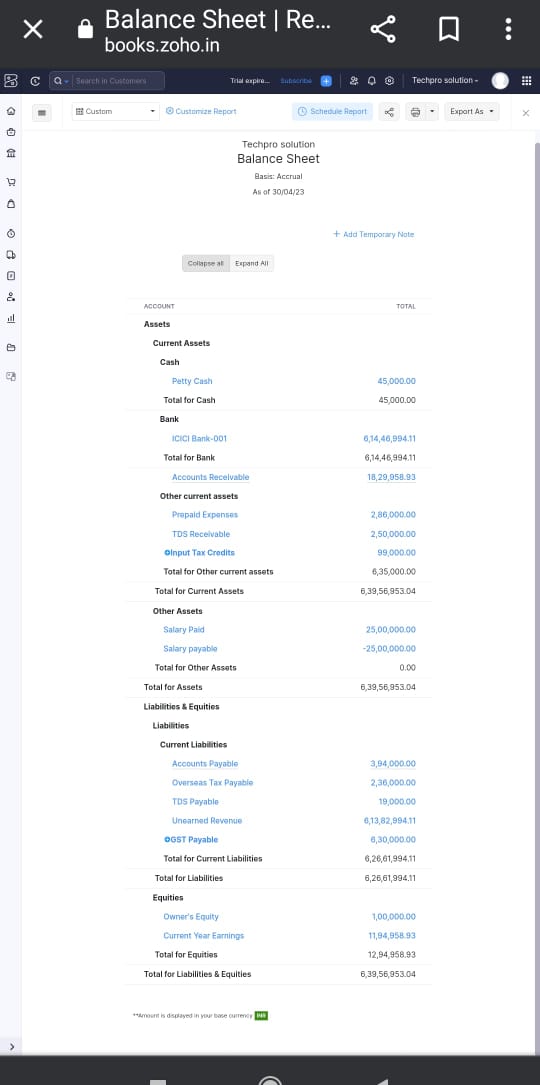 Balance Sheet | Re...
books.zoho.in
Search in Customers
Trial expire... Subscribe
Techpro solution
Custom
Customize Report
Schedule Report
Export As
Techpro solution
Balance Sheet
Basis: Accrual
As of 30/04/23
+ Add Temporary Note
Collapse all Expand All
ACCOUNT TOTAL
Assets
Current Assets
Cash
Petty Cash 45,000.00
Total for Cash 45,000.00
Bank
ICICI Bank-001 6,14,46,994.11
Total for Bank 6,14,46,994.11
Accounts Receivable 18,29,958.93
Other current assets
Prepaid Expenses 2,86,000.00
TDS Receivable 2,50,000.00
Input Tax Credits 99,000.00
Total for Other current assets 6,35,000.00
Total for Current Assets 6,39,56,953.04
Other Assets
Salary Paid 25,00,000.00
Salary payable -25,00,000.00
Total for Other Assets 0.00
Total for Assets 6,39,56,953.04
Liabilities & Equities
Liabilities
Current Liabilities
Accounts Payable 3,94,000.00
Overseas Tax Payable 2,36,000.00
TDS Payable 19,000.00
Unearned Revenue 6,13,82,994.11
GST Payable 6,30,000.00
Total for Current Liabilities 6,26,61,994.11
Total for Liabilities 6,26,61,994.11
Equities
Owner's Equity 1,00,000.00
Current Year Earnings 11,94,958.93
Total for Equities 12,94,958.93
Total for Liabilities & Equities 6,39,56,953.04
**Amount is displayed in your base currency INR